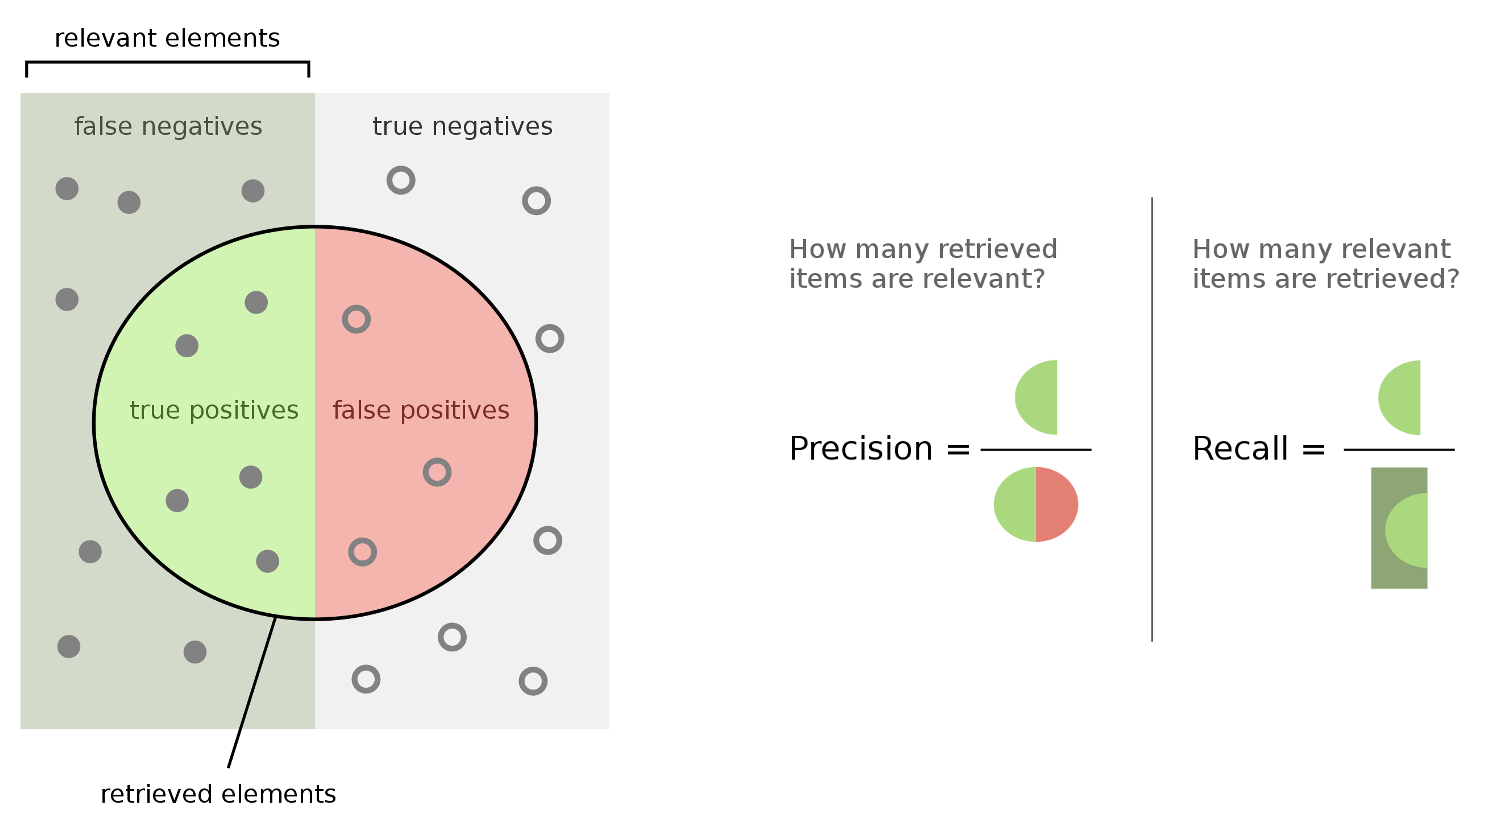 relevant elements
false negatives
true negatives
true positives
false positives
retrieved elements
How many retrieved
items are relevant?
Precision =
How many relevant
items are retrieved?
Recall =